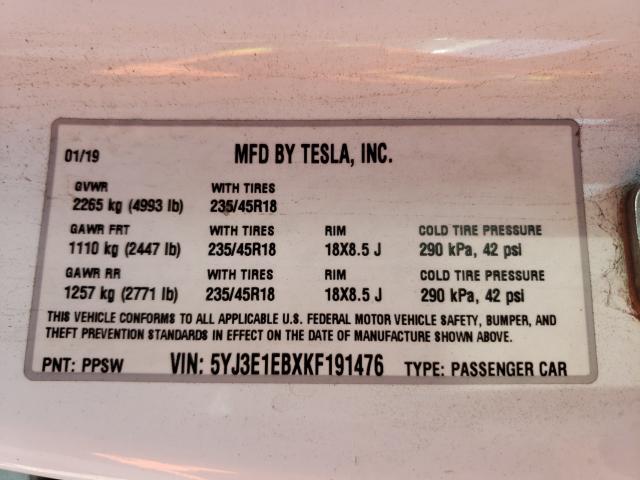 01/19 MFD BY TESLA, INC.
GVWR WITH TIRES
2265 kg (4993 lb) 235/45R18
GAWR FRT WITH TIRES RIM COLD TIRE PRESSURE
1110 kg (2447 lb) 235/45R18 18X8.5 J 290 kPa, 42 psi
GAWR RR WITH TIRES RIM COLD TIRE PRESSURE
1257 kg (2771 lb) 235/45R18 18X8.5 J 290 kPa, 42 psi
THIS VEHICLE CONFORMS TO ALL APPLICABLE U.S. FEDERAL MOTOR VEHICLE SAFETY, BUMPER, AND
THEFT PREVENTION STANDARDS IN EFFECT ON THE DATE OF MANUFACTURE SHOWN ABOVE.
PNT: PPSW VIN: 5YJ3E1EBXKF191476 TYPE: PASSENGER CAR